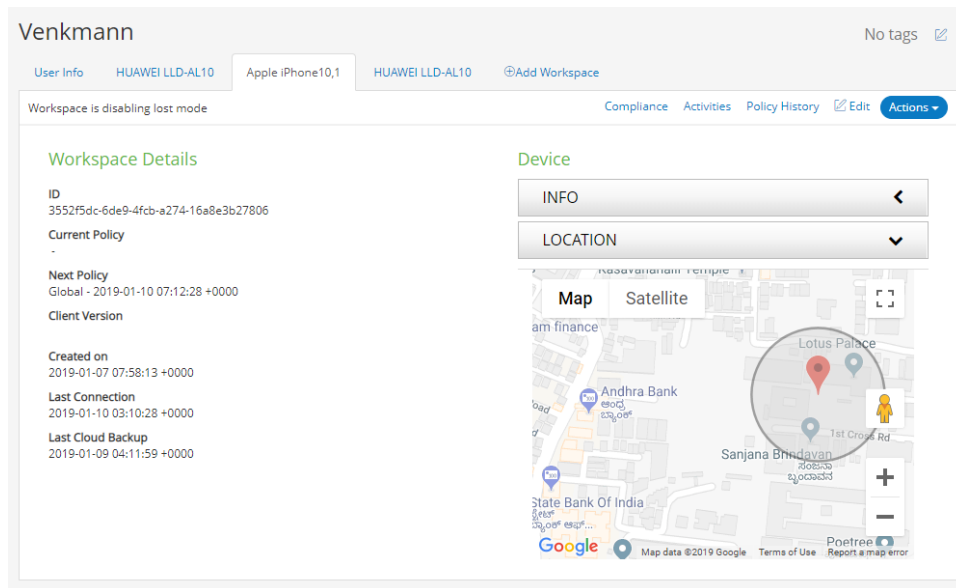 Venkmann
No tags
User Info
HUAWEI LLD-AL10
Apple iPhone10,1
HUAWEI LLD-AL10
Add Workspace
Workspace is disabling lost mode
Compliance
Activities
Policy History
Edit
Actions
Workspace Details
ID
3552f5dc-6de9-4fcb-a274-16a8e3b27806
Current Policy
-
Next Policy
Global - 2019-01-10 07:12:28 +0000
Client Version
Created on
2019-01-07 07:58:13 +0000
Last Connection
2019-01-10 03:10:28 +0000
Last Cloud Backup
2019-01-09 04:11:59 +0000
Device
INFO
LOCATION
Temple
Map
Satellite
am finance
Lotus Palace
Andhra Bank
ಆಂಧ್ರ
ಬ್ಯಾಂಕ್
oad
1st Cross Rd
Sanjana Brindavan
ಸಂಜನಾ
ಬೃಂದಾವನ
State Bank Of India
ಸ್ಟೇಟ್
ಬ್ಯಾಂಕ್ ಆಫ್...
Poetree
Google
Map data ©2019 Google
Terms of Use
Report a map error